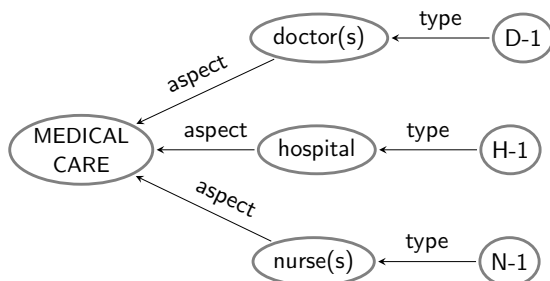 doctor(s)
type
D-1
aspect
MEDICAL
CARE
aspect
hospital
type
H-1
aspect
nurse(s)
type
N-1